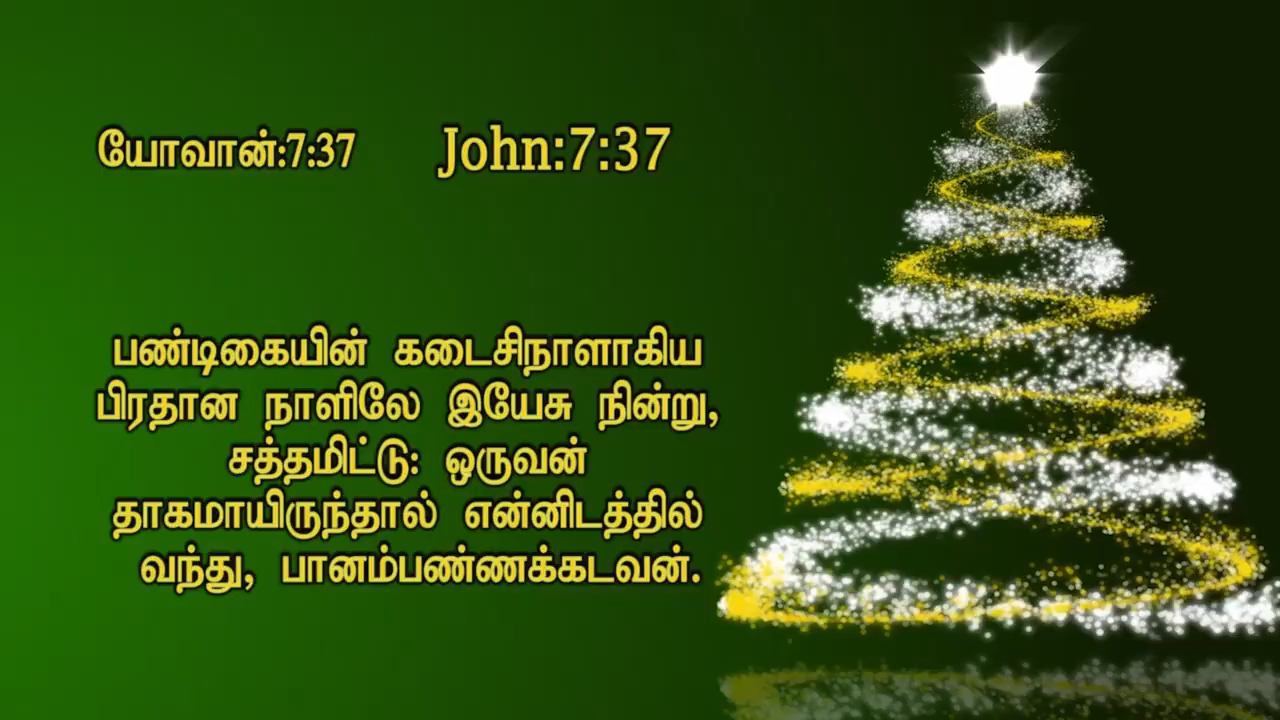 யோவான்:7:37 John:7:37
பண்டிகையின் கடைசிநாளாகிய
பிரதான நாளிலே இயேசு நின்று,
சத்தமிட்டு: ஒருவன்
தாகமாயிருந்தால் என்னிடத்தில்
வந்து, பானம்பண்ணக்கடவன்.